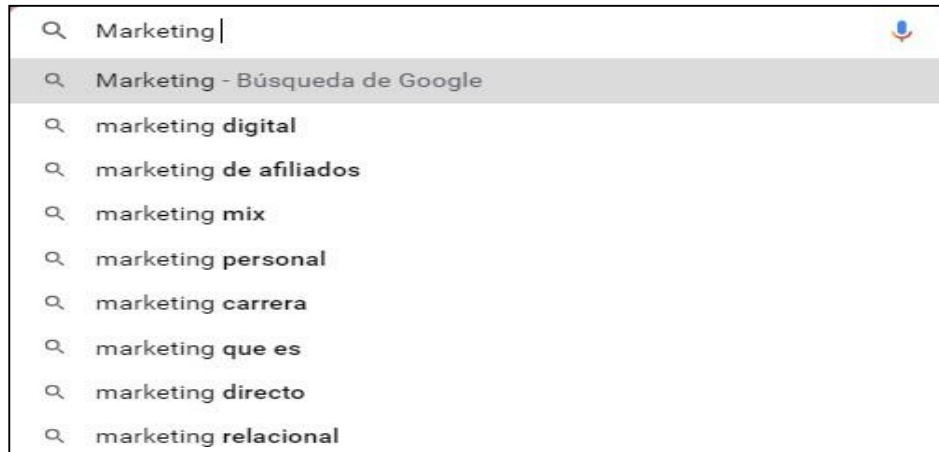 Marketing
Marketing - Búsqueda de Google
marketing digital
marketing de afiliados
marketing mix
marketing personal
marketing carrera
marketing que es
marketing directo
marketing relacional